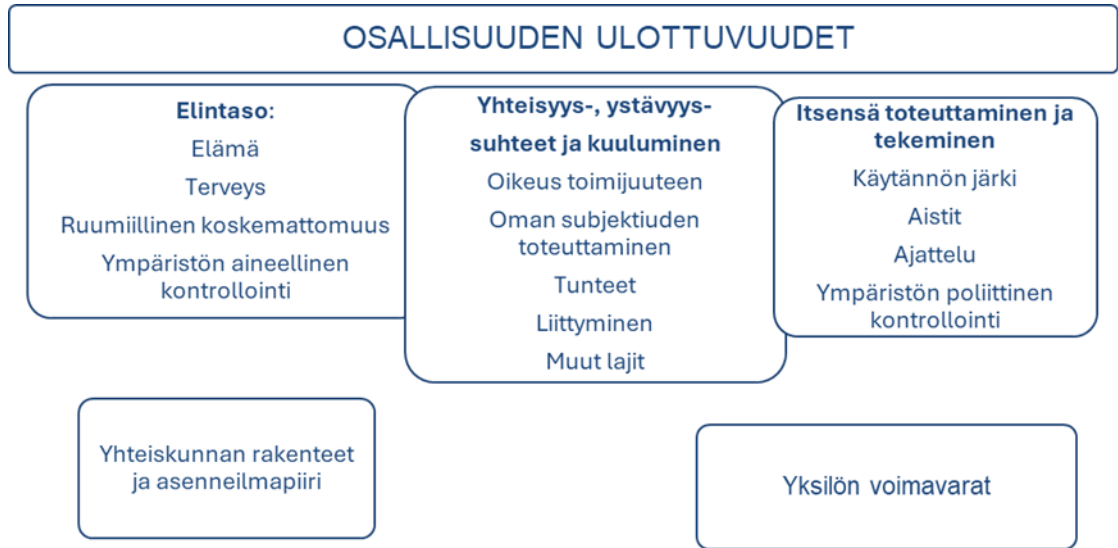 OSALLISUUDEN ULOTTUVUUDET
Elintaso:
Elämä
Terveys
Ruumiillinen koskemattomuus
Ympäristön aineellinen
kontrollointi
Yhteisyys-, ystävyys-
suhteet ja kuuluminen
Oikeus toimijuuteen
Oman subjektiuden
toteuttaminen
Tunteet
Liittyminen
Muut lajit
Itsensä toteuttaminen ja
tekeminen
Käytännön järki
Aistit
Ajattelu
Ympäristön poliittinen
kontrollointi
Yhteiskunnan rakenteet
ja asenneilmapiiri
Yksilön voimavarat